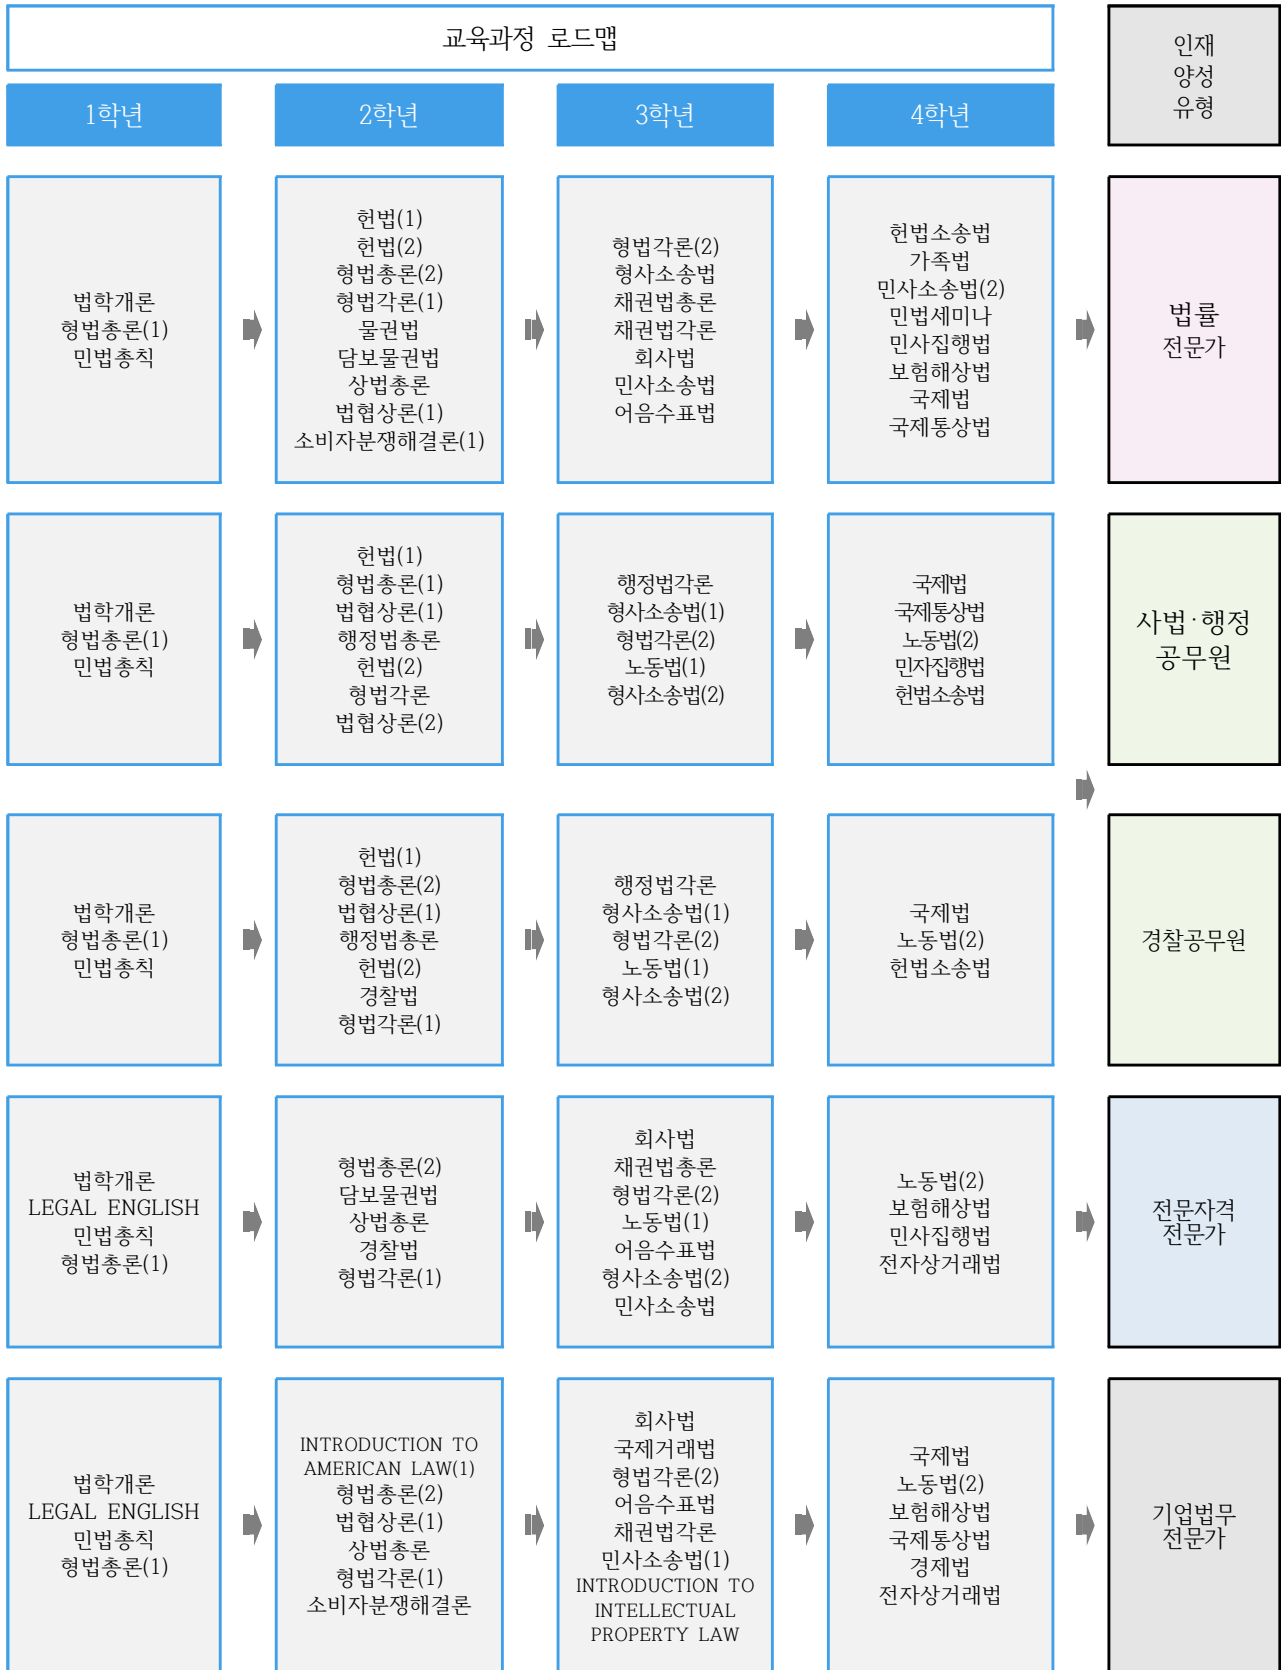 교육과정 로드맵
인재
양성
유형
1학년
2학년
3학년
4학년
법학개론
형법총론(1)
민법총칙
헌법(1)
헌법(2)
형법총론(2)
형법각론(1)
물권법
담보물권법
상법총론
법협상론(1)
소비자분쟁해결론(1)
형법각론(2)
형사소송법
채권법총론
채권법각론
회사법
민사소송법
어음수표법
헌법소송법
가족법
민사소송법(2)
민법세미나
민사집행법
보험해상법
국제법
국제통상법
법률
전문가
법학개론
형법총론(1)
민법총칙
헌법(1)
형법총론(1)
법협상론(1)
행정법총론
헌법(2)
형법각론
법협상론(2)
행정법각론
형사소송법(1)
형법각론(2)
노동법(1)
형사소송법(2)
국제법
국제통상법
노동법(2)
민자집행법
헌법소송법
사법·행정
공무원
법학개론
형법총론(1)
민법총칙
헌법(1)
형법총론(2)
법협상론(1)
행정법총론
헌법(2)
경찰법
형법각론(1)
행정법각론
형사소송법(1)
형법각론(2)
노동법(1)
형사소송법(2)
국제법
노동법(2)
헌법소송법
경찰공무원
법학개론
LEGAL ENGLISH
민법총칙
형법총론(1)
형법총론(2)
담보물권법
상법총론
경찰법
형법각론(1)
회사법
채권법총론
형법각론(2)
노동법(1)
어음수표법
형사소송법(2)
민사소송법
노동법(2)
보험해상법
민사집행법
전자상거래법
전문자격
전문가
법학개론
LEGAL ENGLISH
민법총칙
형법총론(1)
INTRODUCTION TO
AMERICAN LAW(1)
형법총론(2)
법협상론(1)
상법총론
형법각론(1)
소비자분쟁해결론
회사법
국제거래법
형법각론(2)
어음수표법
채권법각론
민사소송법(1)
INTRODUCTION TO
INTELLECTUAL
PROPERTY LAW
국제법
노동법(2)
보험해상법
국제통상법
경제법
전자상거래법
기업법무
전문가